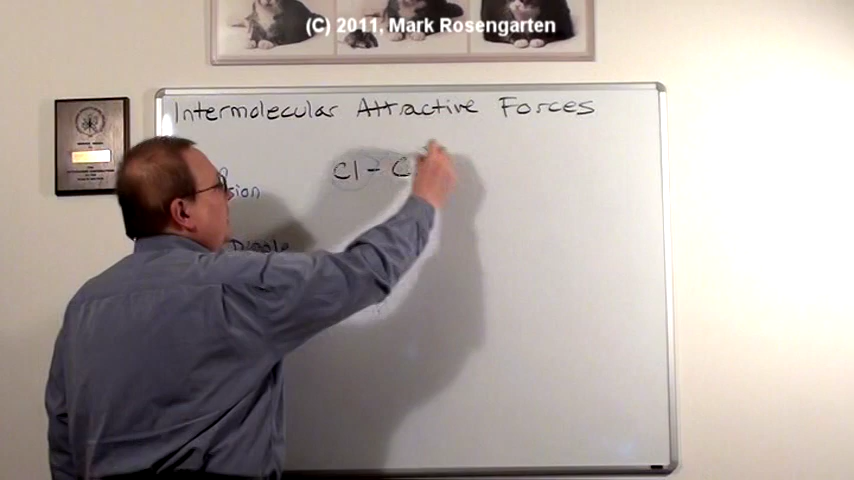 (C) 2011, Mark Rosengarten
Intermolecular Attractive Forces
Cl - C
sion
Dipole